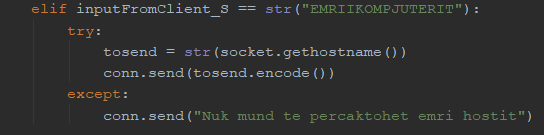 elif inputFromClient_S == str("EMRIIKOMPJUTERIT"):
try:
tosend = str(socket.gethostname())
conn.send(tosend.encode())
except:
conn.send("Nuk mund te percaktohet emri hostit")